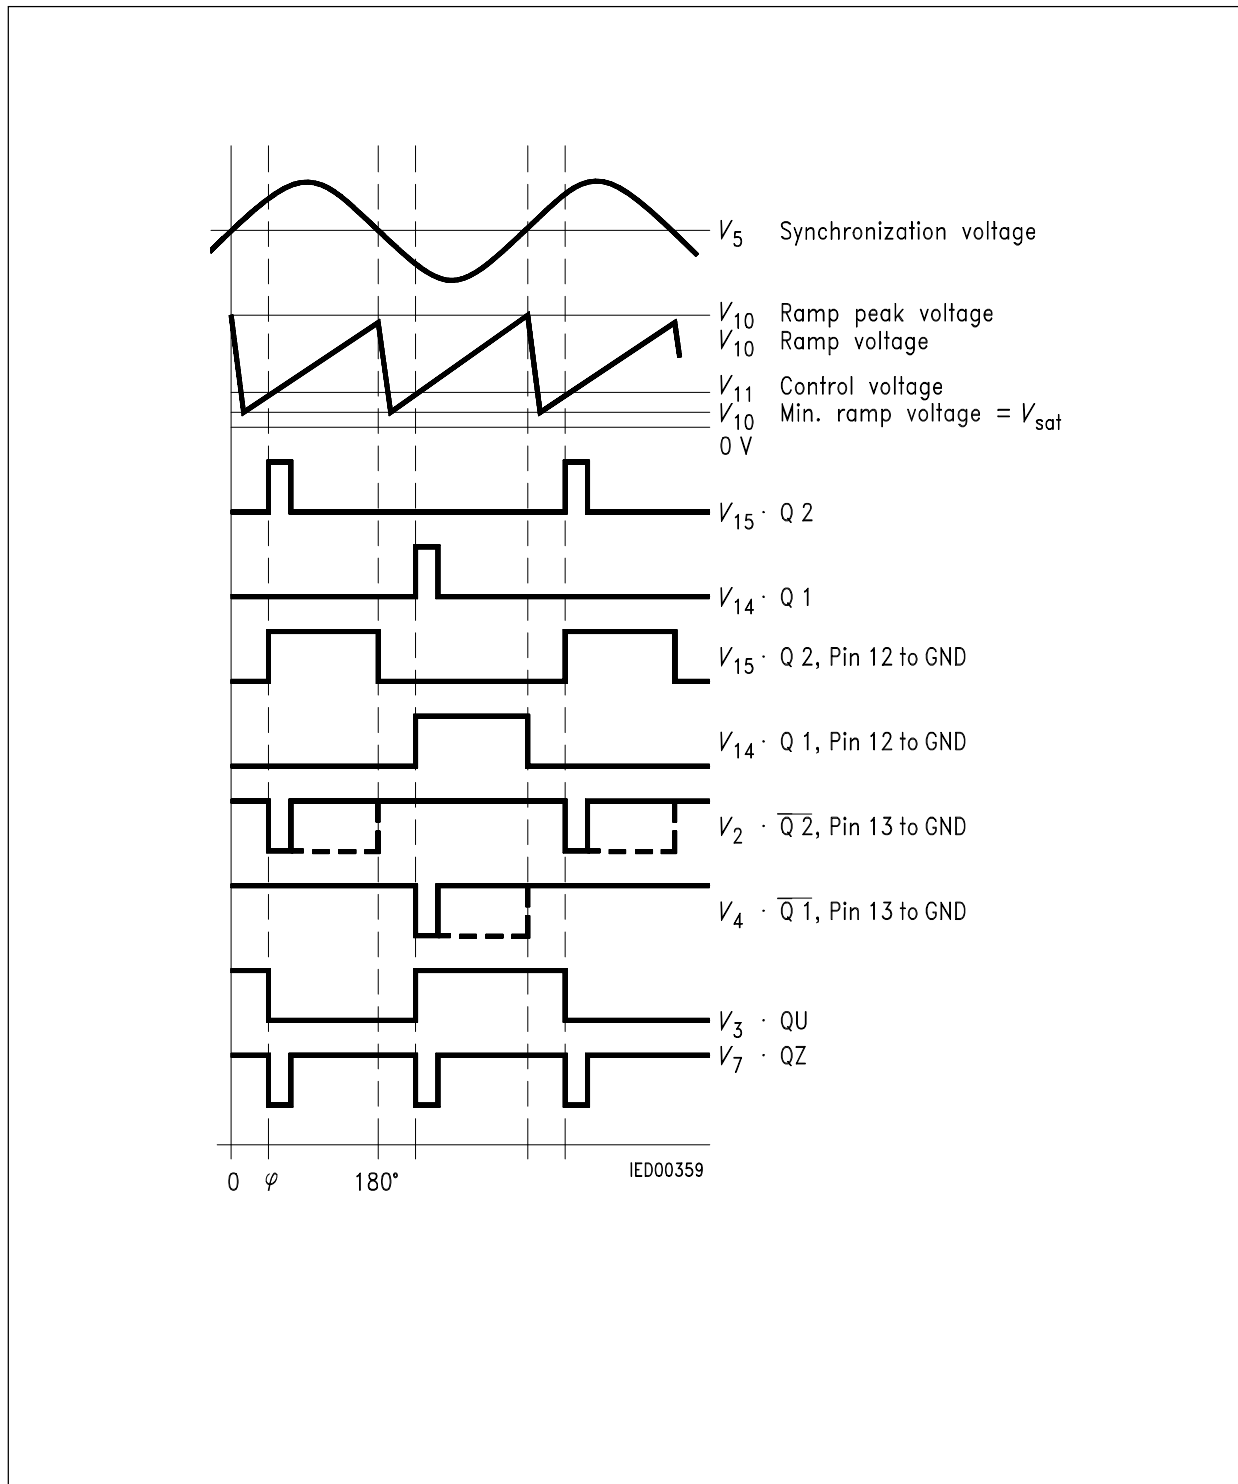 V5 Synchronization voltage
V10 Ramp peak voltage
V10 Ramp voltage
V11 Control voltage
V10 Min. ramp voltage = Vsat
0 V
V15 · Q 2
V14 · Q 1
V15 · Q 2, Pin 12 to GND
V14 · Q 1, Pin 12 to GND
V2 · Q̅ ̅2̅, Pin 13 to GND
V4 · Q̅ ̅1̅, Pin 13 to GND
V3 · QU
V7 · QZ
IED00359
0 φ 180°